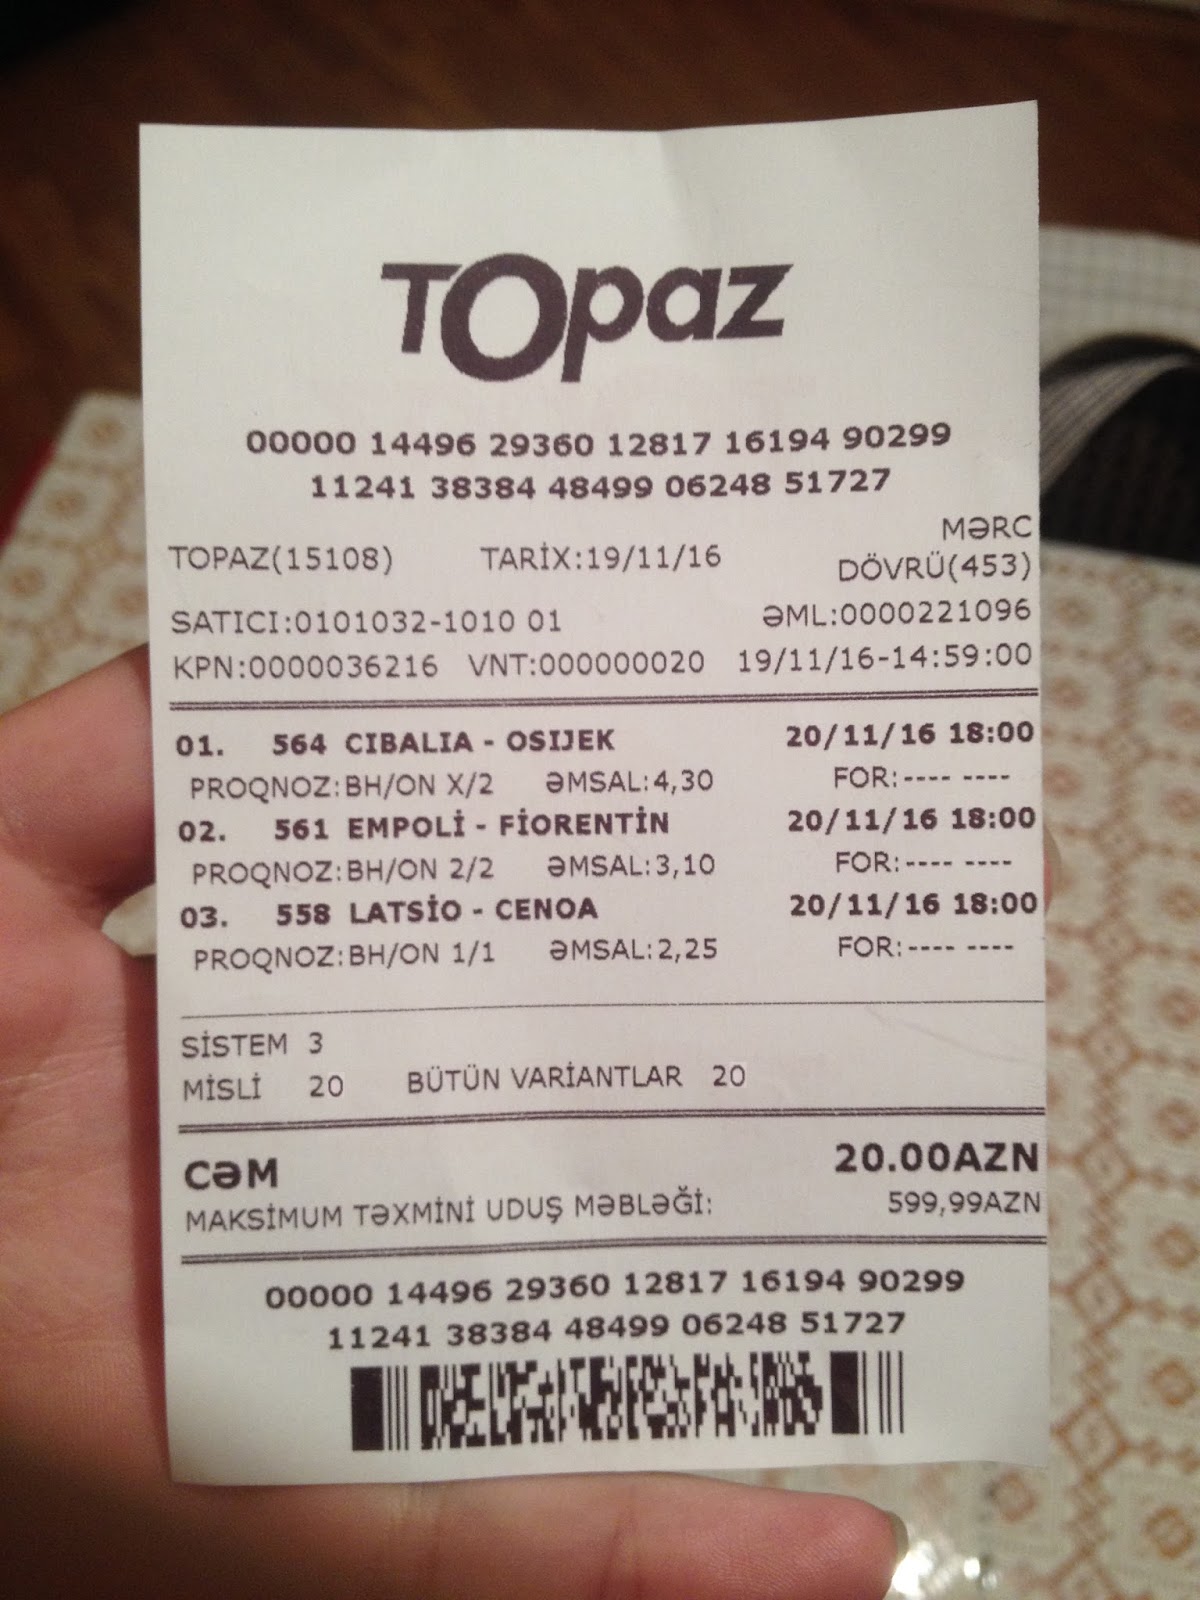 TOpaz
00000 14496 29360 12817 16194 90299
11241 38384 48499 06248 51727
TOPAZ(15108) TARİX:19/11/16 MƏRC DÖVRÜ(453)
SATICI:0101032-1010 01 ƏML:0000221096
KPN:0000036216 VNT:000000020 19/11/16-14:59:00
01. 564 CIBALIA - OSIJEK 20/11/16 18:00
PROQNOZ:BH/ON X/2 ƏMSAL:4,30 FOR:---- ----
02. 561 EMPOLİ - FİORENTİN 20/11/16 18:00
PROQNOZ:BH/ON 2/2 ƏMSAL:3,10 FOR:---- ----
03. 558 LATSİO - CENOA 20/11/16 18:00
PROQNOZ:BH/ON 1/1 ƏMSAL:2,25 FOR:---- ----
SİSTEM 3
MİSLİ 20 BÜTÜN VARİANTLAR 20
CƏM 20.00AZN
MAKSİMUM TƏXMİNİ UDUŞ MƏBLƏĞİ: 599,99AZN
00000 14496 29360 12817 16194 90299
11241 38384 48499 06248 51727